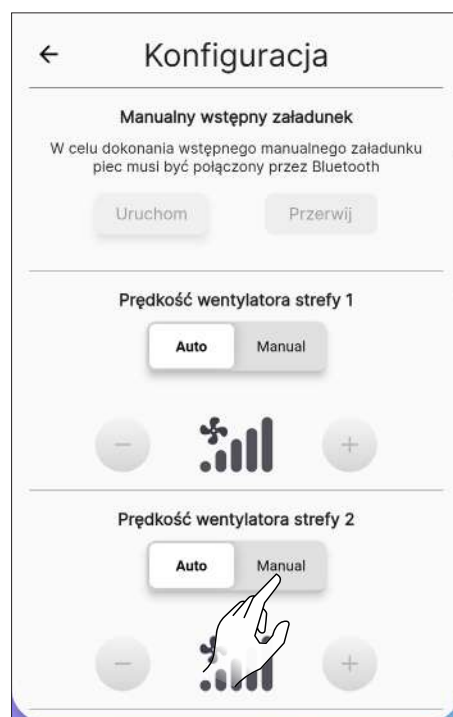 Konfiguracja
Manualny wstępny załadunek
W celu dokonania wstępnego manualnego załadunku
piec musi być połączony przez Bluetooth
Uruchom Przerwij
Prędkość wentylatora strefy 1
Auto Manual
Prędkość wentylatora strefy 2
Auto Manual